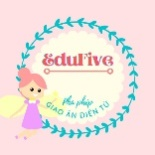 EduFive
Phù phép
GIÁO ÁN ĐIỆN TỬ